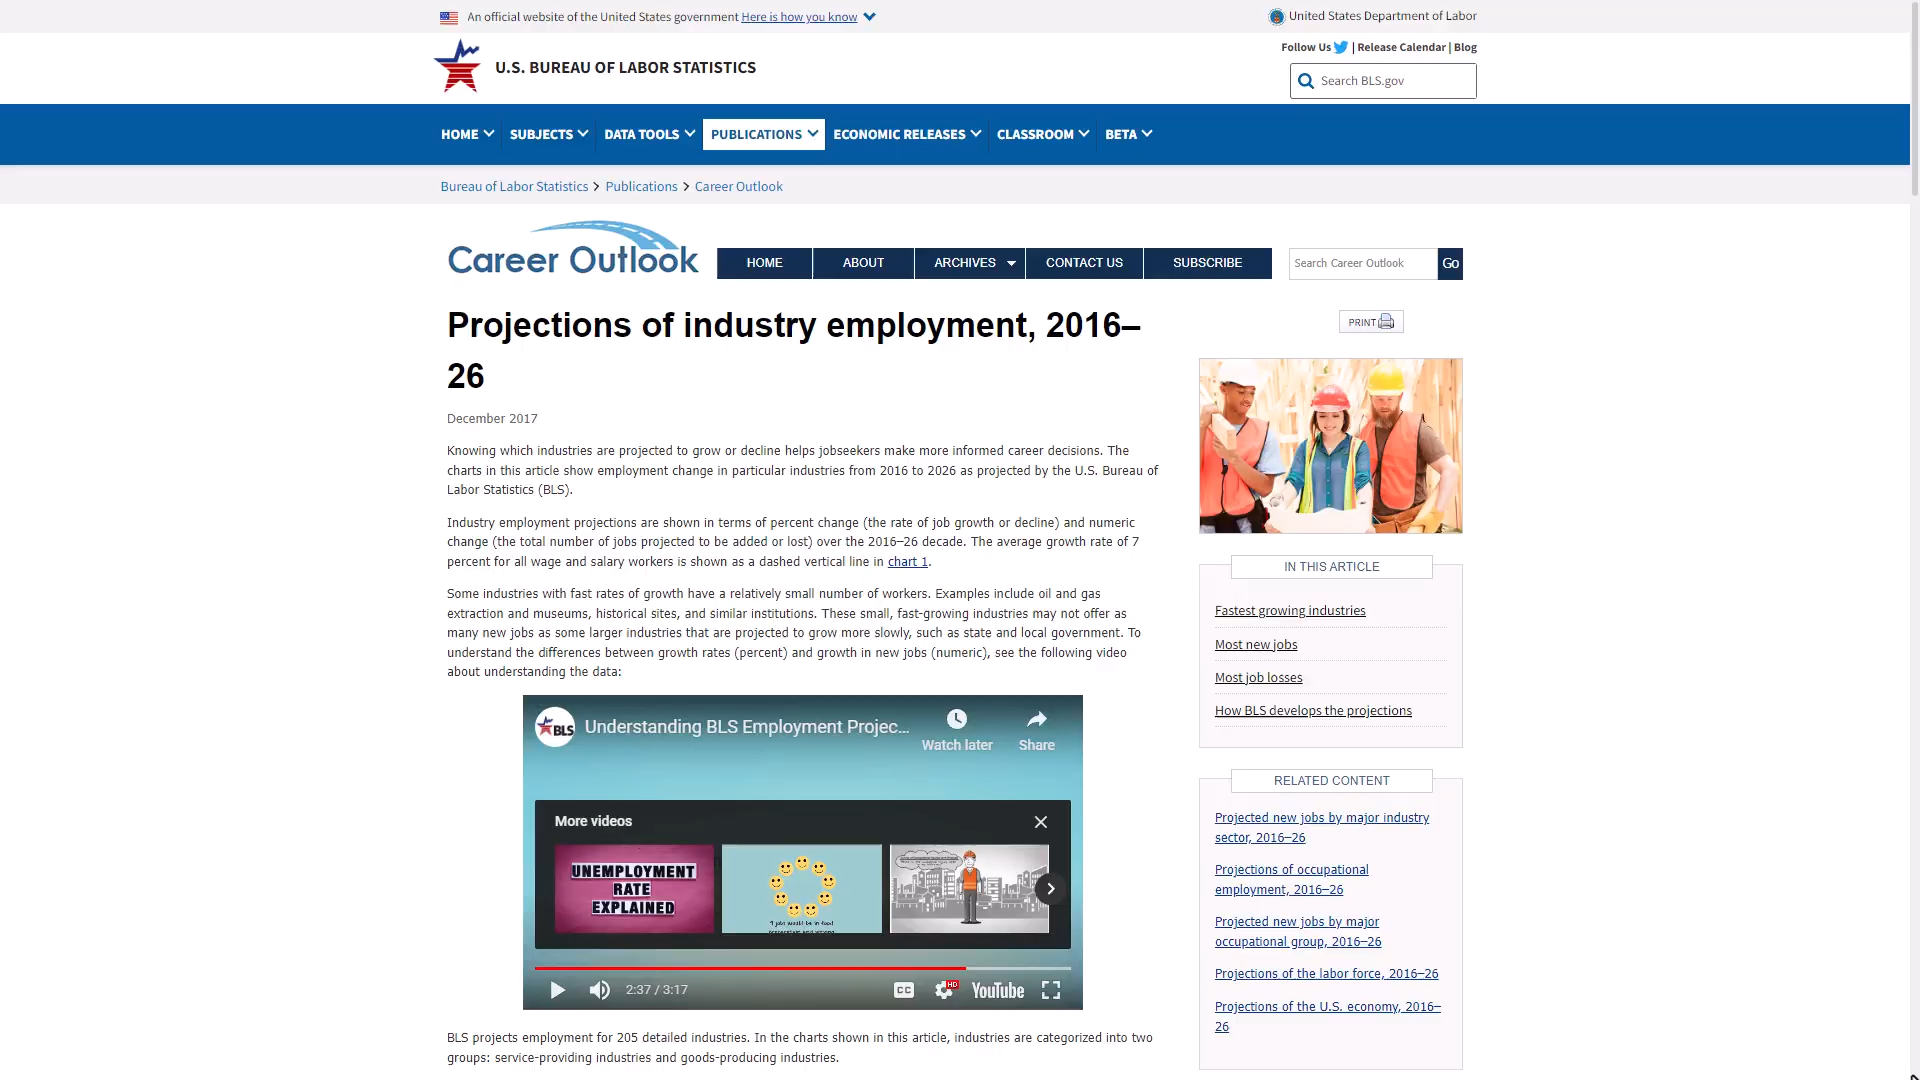 An official website of the United States government Here is how you know
United States Department of Labor
Follow Us | Release Calendar | Blog
U.S. BUREAU OF LABOR STATISTICS
Search BLS.gov
HOME SUBJECTS DATA TOOLS PUBLICATIONS ECONOMIC RELEASES CLASSROOM BETA
Bureau of Labor Statistics > Publications > Career Outlook
Career Outlook
HOME ABOUT ARCHIVES CONTACT US SUBSCRIBE
Search Career Outlook Go
Projections of industry employment, 2016–
26
PRINT
December 2017
Knowing which industries are projected to grow or decline helps jobseekers make more informed career decisions. The
charts in this article show employment change in particular industries from 2016 to 2026 as projected by the U.S. Bureau of
Labor Statistics (BLS).
Industry employment projections are shown in terms of percent change (the rate of job growth or decline) and numeric
change (the total number of jobs projected to be added or lost) over the 2016–26 decade. The average growth rate of 7
percent for all wage and salary workers is shown as a dashed vertical line in chart 1.
Some industries with fast rates of growth have a relatively small number of workers. Examples include oil and gas
extraction and museums, historical sites, and similar institutions. These small, fast-growing industries may not offer as
many new jobs as some larger industries that are projected to grow more slowly, such as state and local government. To
understand the differences between growth rates (percent) and growth in new jobs (numeric), see the following video
about understanding the data:
BLS
Understanding BLS Employment Projec...
Watch later
Share
More videos
UNEMPLOYMENT
RATE
EXPLAINED
2:37 / 3:17
CC
HD
YouTube
BLS projects employment for 205 detailed industries. In the charts shown in this article, industries are categorized into two
groups: service-providing industries and goods-producing industries.
IN THIS ARTICLE
Fastest growing industries
Most new jobs
Most job losses
How BLS develops the projections
RELATED CONTENT
Projected new jobs by major industry
sector, 2016–26
Projections of occupational
employment, 2016–26
Projected new jobs by major
occupational group, 2016–26
Projections of the labor force, 2016–26
Projections of the U.S. economy, 2016–
26